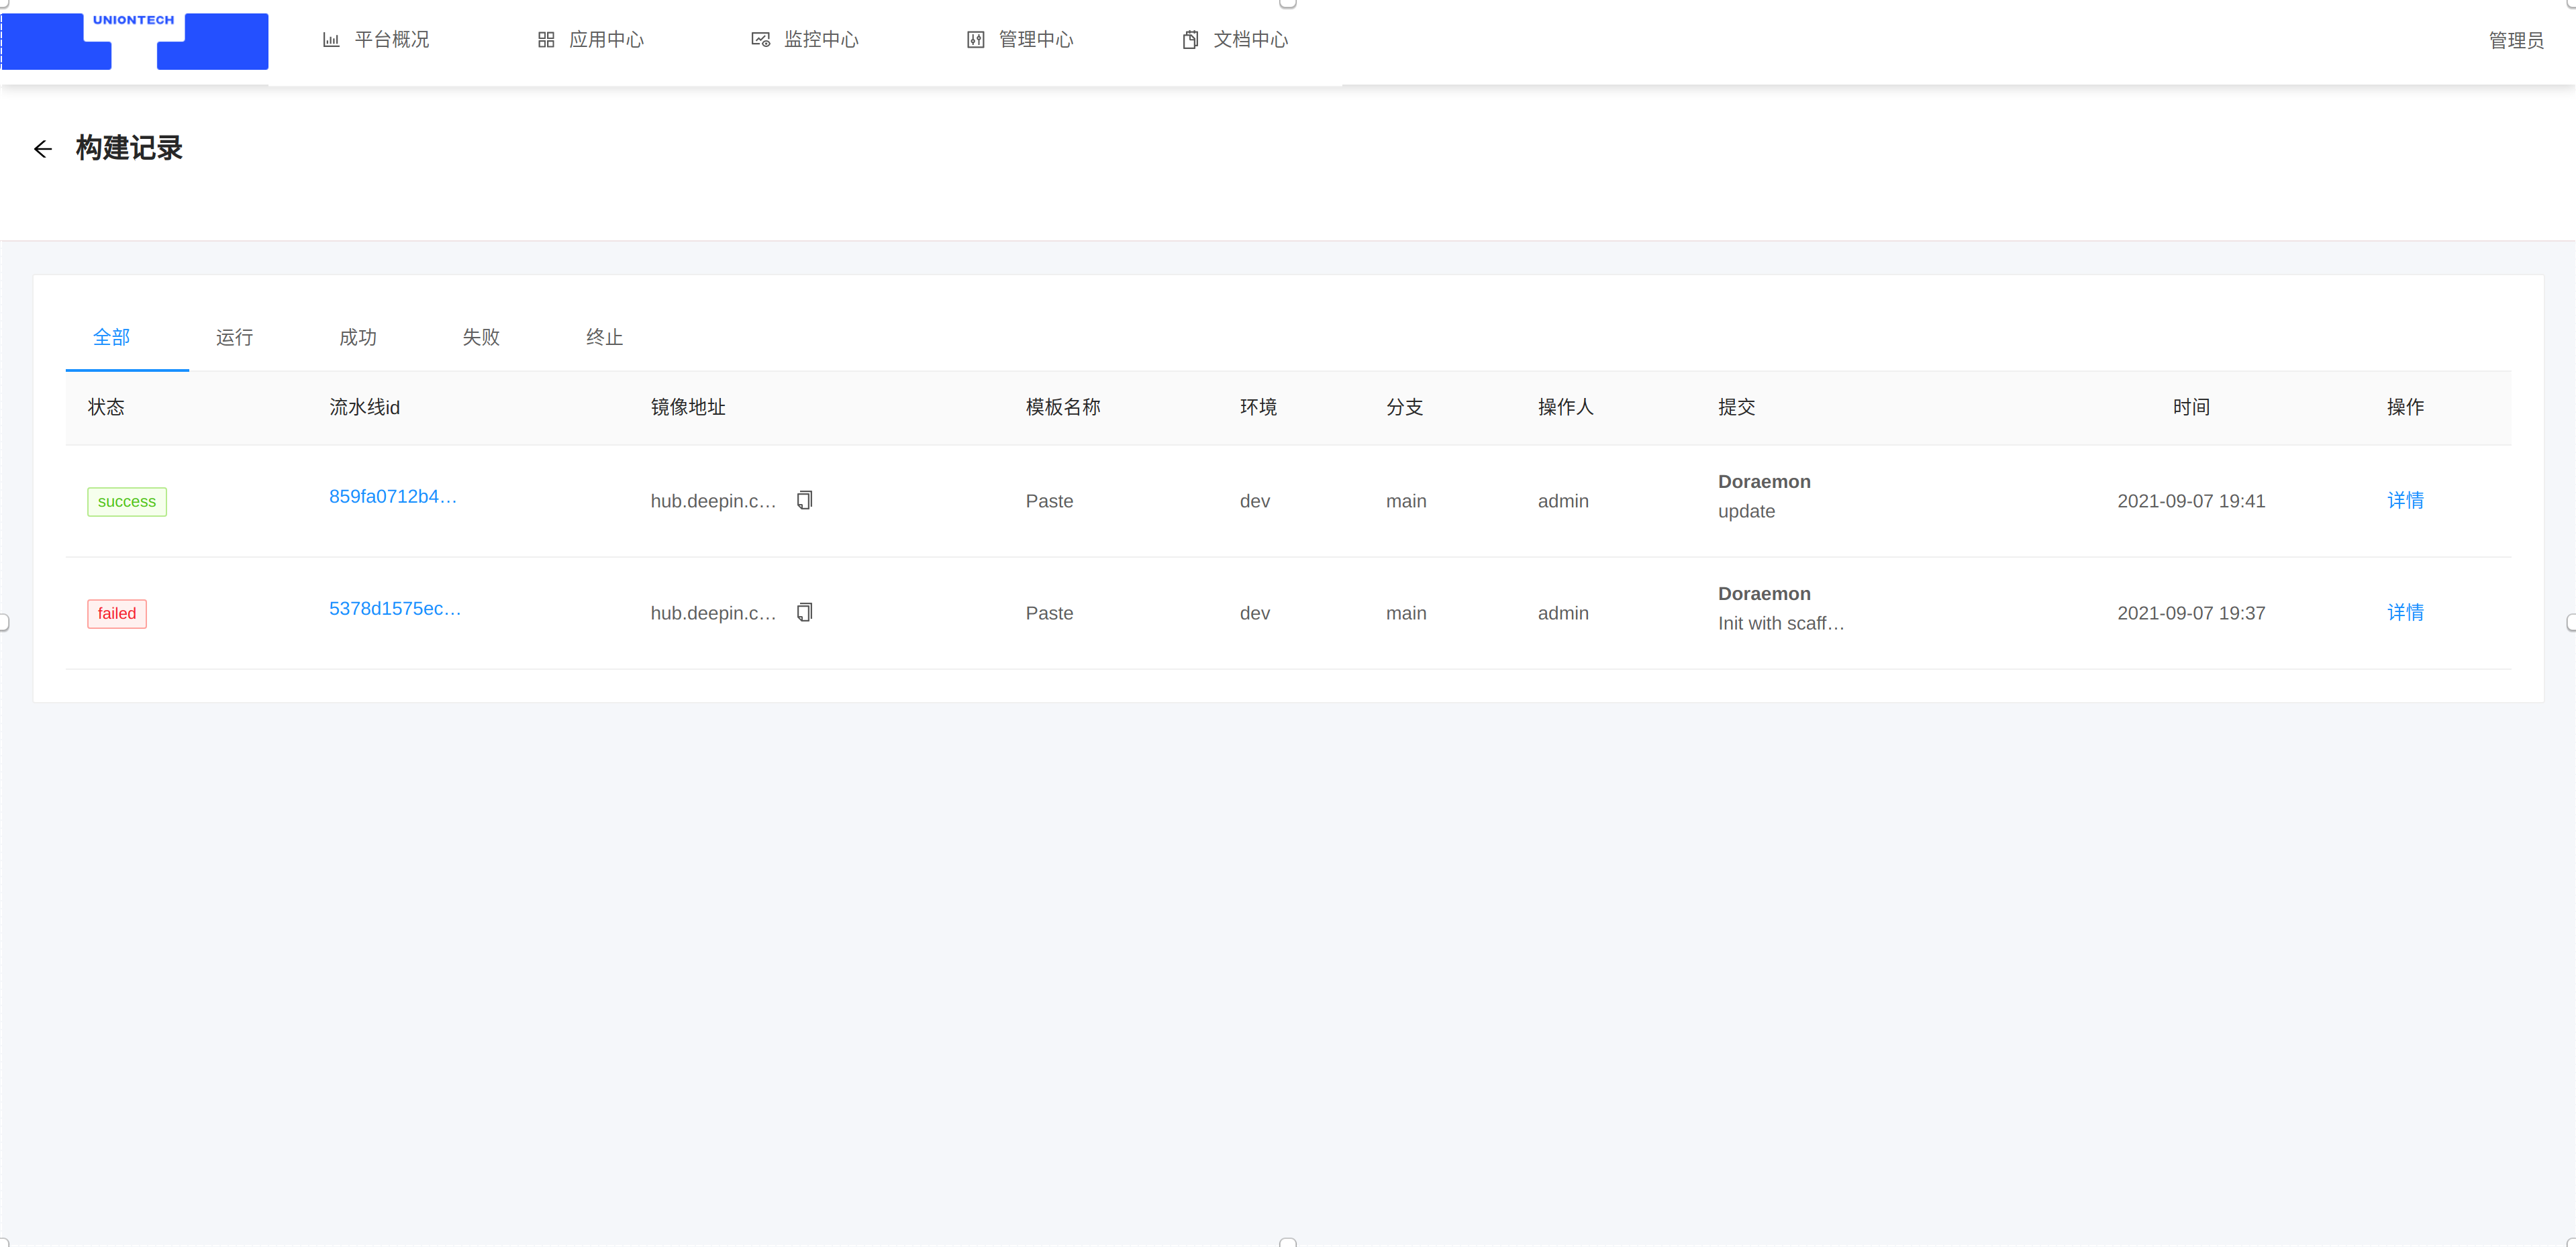 UNIONTECH
平台概况 应用中心 监控中心 管理中心 文档中心 管理员
构建记录
全部 运行 成功 失败 终止
状态 流水线id 镜像地址 模板名称 环境 分支 操作人 提交 时间 操作
success 859fa0712b4… hub.deepin.c… Paste dev main admin Doraemon 2021-09-07 19:41 详情
update
failed 5378d1575ec… hub.deepin.c… Paste dev main admin Doraemon 2021-09-07 19:37 详情
Init with scaff…